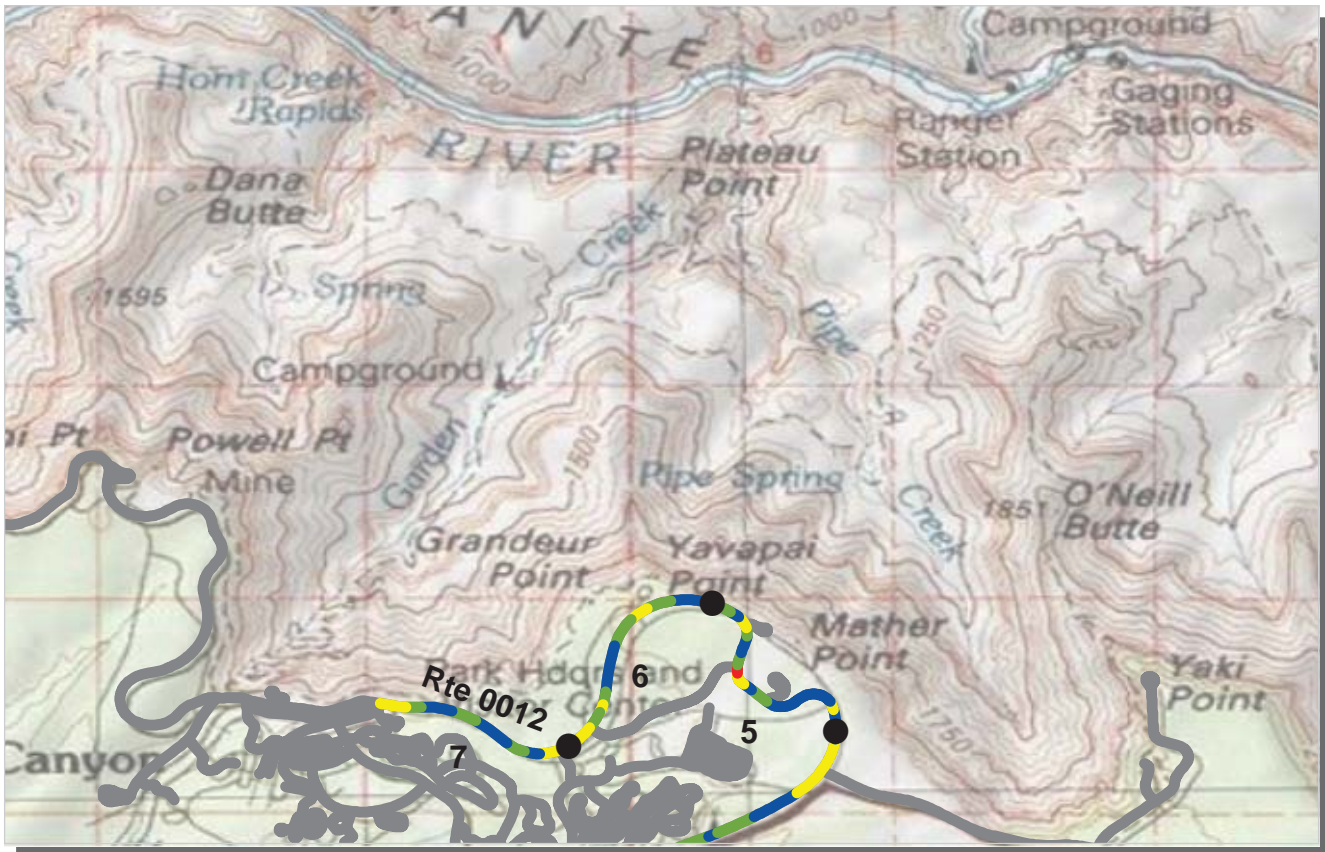 ANITE
Campground
1000
6
1000
Horn Creek
Rapids
Gaging
Stations
Ranger
Station
RIVER
Plateau
Point
Dana
Butte
Creek
Creek
1595
Spring
Pipe
1250
Campground
Garden
1500
Powell Pt
Mine
Pipe Spring
Creek
1851
O'Neill
Butte
Grandeur
Point
Yavapai
Point
Mather
Point
Yaki
Point
Park Hdqrs and
Rte 0012
6
5
7
1750
Canyon